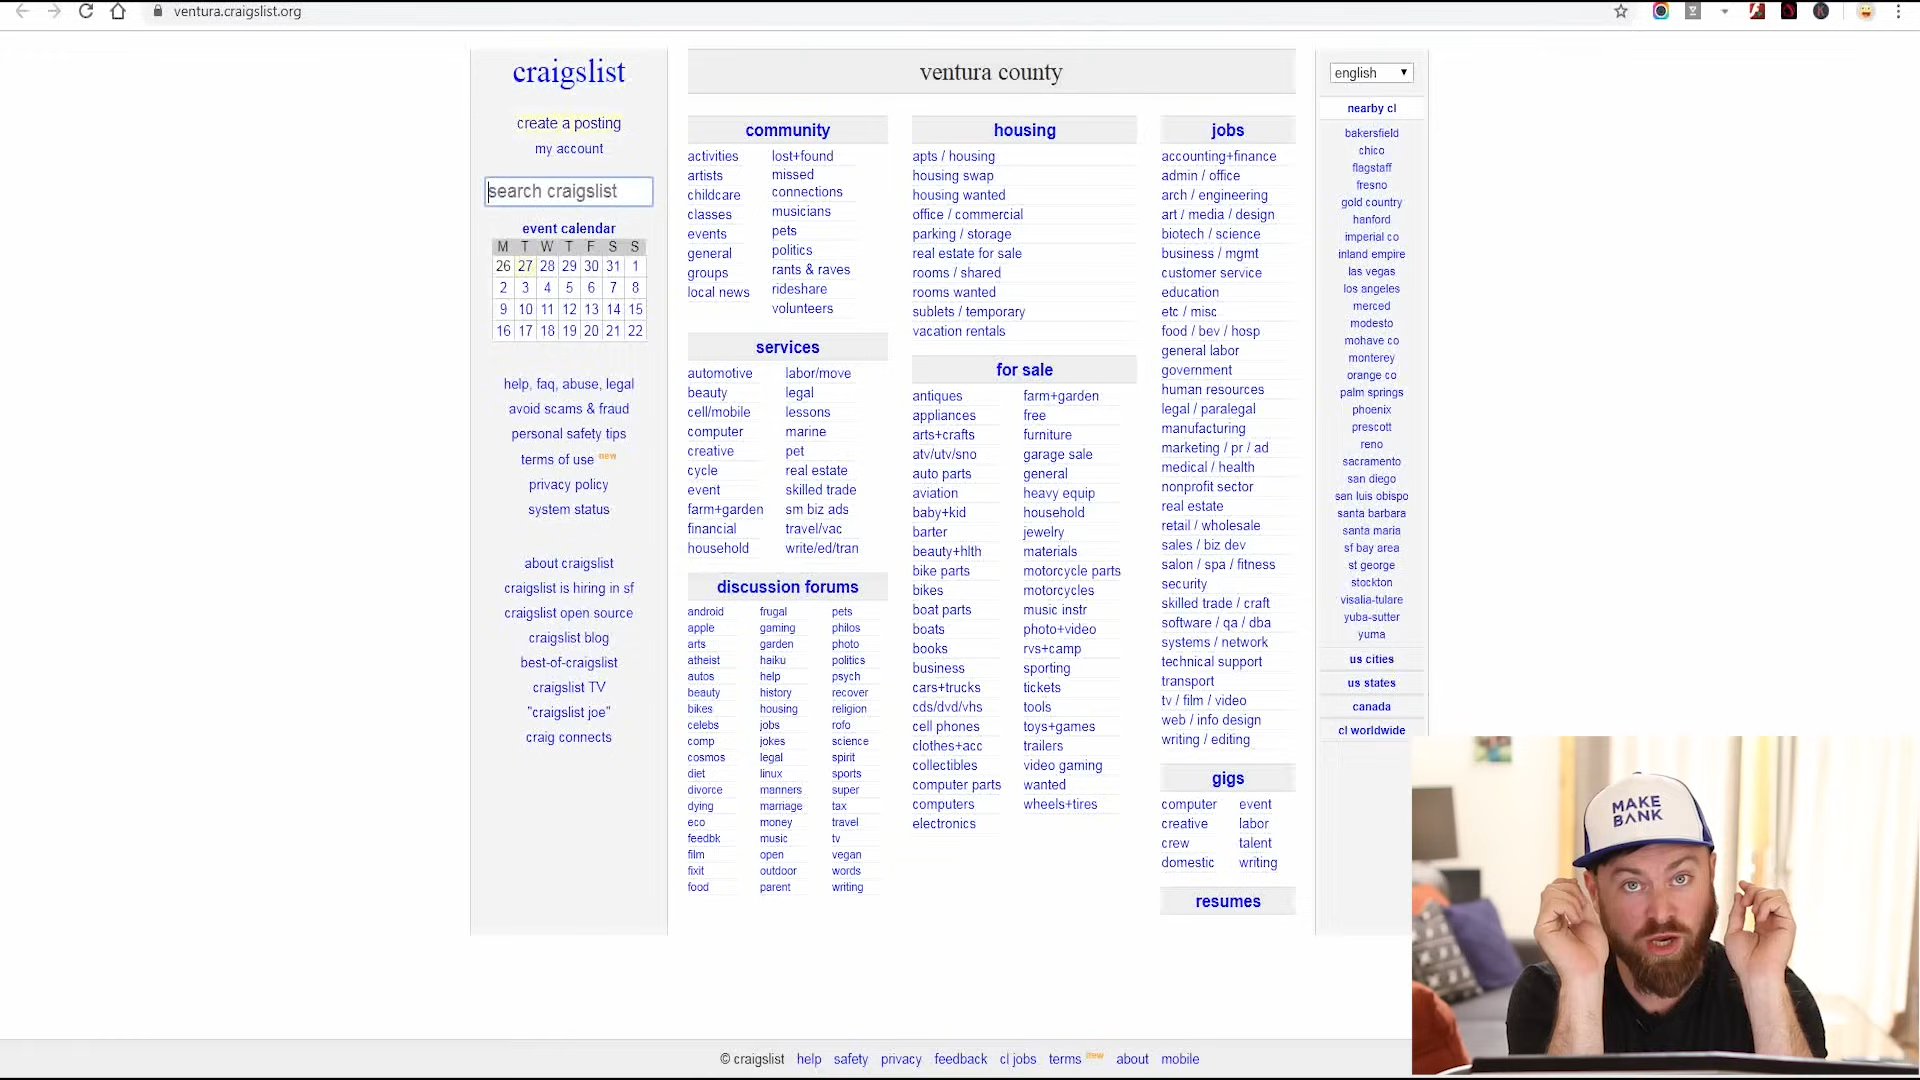 ventura.craigslist.org
craigslist
create a posting
my account
search craigslist
event calendar
M T W T F S S
26 27 28 29 30 31 1
2 3 4 5 6 7 8
9 10 11 12 13 14 15
16 17 18 19 20 21 22
help, faq, abuse, legal
avoid scams & fraud
personal safety tips
terms of use new
privacy policy
system status
about craigslist
craigslist is hiring in sf
craigslist open source
craigslist blog
best-of-craigslist
craigslist TV
"craigslist joe"
craig connects
ventura county
community
activities
artists
childcare
classes
events
general
groups
local news
lost+found
missed
connections
musicians
pets
politics
rants & raves
rideshare
volunteers
services
automotive
beauty
cell/mobile
computer
creative
cycle
event
farm+garden
financial
household
labor/move
legal
lessons
marine
pet
real estate
skilled trade
sm biz ads
travel/vac
write/ed/tran
discussion forums
android
apple
arts
atheist
autos
beauty
bikes
celebs
comp
cosmos
diet
divorce
dying
eco
feedbk
film
fixit
food
frugal
gaming
garden
haiku
help
history
housing
jobs
jokes
legal
linux
manners
marriage
money
music
open
outdoor
parent
pets
philos
photo
politics
psych
recover
religion
rofo
science
spirit
sports
super
tax
travel
tv
vegan
words
writing
housing
apts / housing
housing swap
housing wanted
office / commercial
parking / storage
real estate for sale
rooms / shared
rooms wanted
sublets / temporary
vacation rentals
for sale
antiques
appliances
arts+crafts
atv/utv/sno
auto parts
aviation
baby+kid
barter
beauty+hlth
bike parts
bikes
boat parts
boats
books
business
cars+trucks
cds/dvd/vhs
cell phones
clothes+acc
collectibles
computer parts
computers
electronics
farm+garden
free
furniture
garage sale
general
heavy equip
household
jewelry
materials
motorcycle parts
motorcycles
music instr
photo+video
rvs+camp
sporting
tickets
tools
toys+games
trailers
video gaming
wanted
wheels+tires
jobs
accounting+finance
admin / office
arch / engineering
art / media / design
biotech / science
business / mgmt
customer service
education
etc / misc
food / bev / hosp
general labor
government
human resources
legal / paralegal
manufacturing
marketing / pr / ad
medical / health
nonprofit sector
real estate
retail / wholesale
sales / biz dev
salon / spa / fitness
security
skilled trade / craft
software / qa / dba
systems / network
technical support
transport
tv / film / video
web / info design
writing / editing
gigs
computer
creative
crew
domestic
event
labor
talent
writing
resumes
english
nearby cl
bakersfield
chico
flagstaff
fresno
gold country
hanford
imperial co
inland empire
las vegas
los angeles
merced
modesto
mohave co
monterey
orange co
palm springs
phoenix
prescott
reno
sacramento
san diego
san luis obispo
santa barbara
santa maria
sf bay area
st george
stockton
visalia-tulare
yuba-sutter
yuma
us cities
us states
canada
cl worldwide
MAKE
BANK
© craigslist help safety privacy feedback cl jobs terms new about mobile